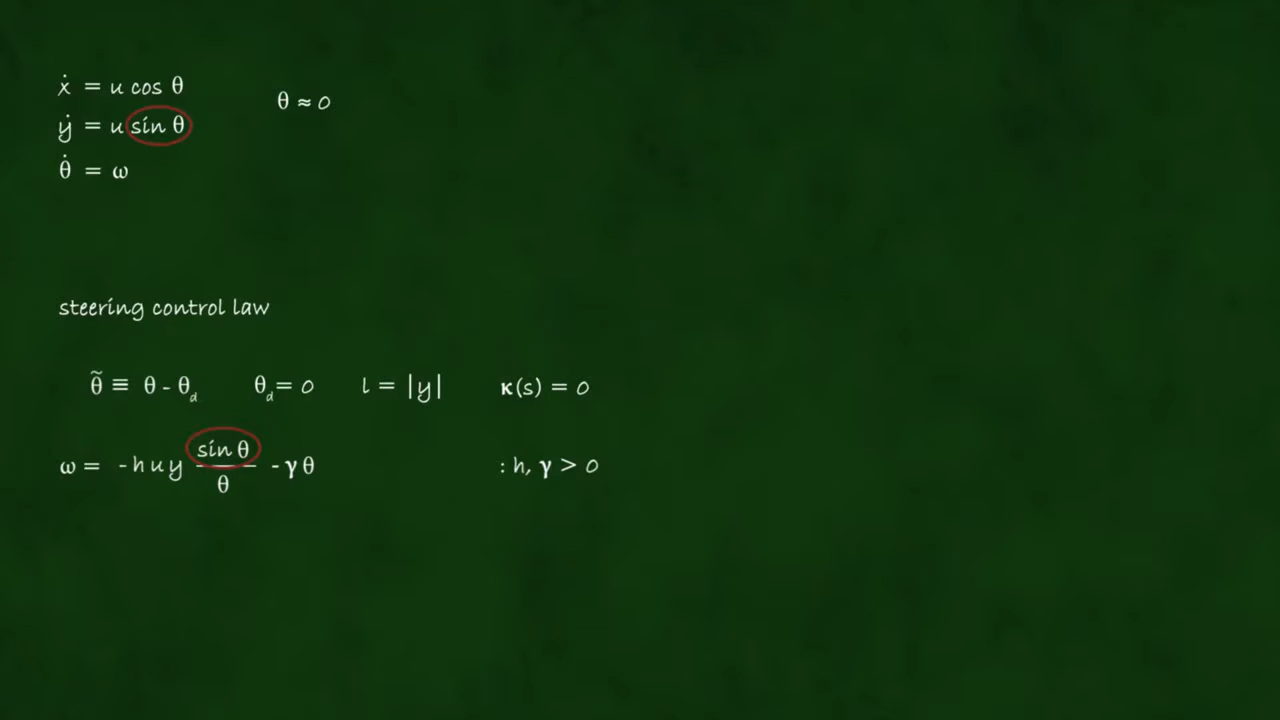 ẋ = u cos θ
θ ≈ 0
ẏ = u sin θ
θ̇ = ω
steering control law
θ̃ ≡ θ - θ_d    θ_d = 0    l = |y|    κ(s) = 0
ω = - h u y sin θ / θ - γ θ    : h, γ > 0